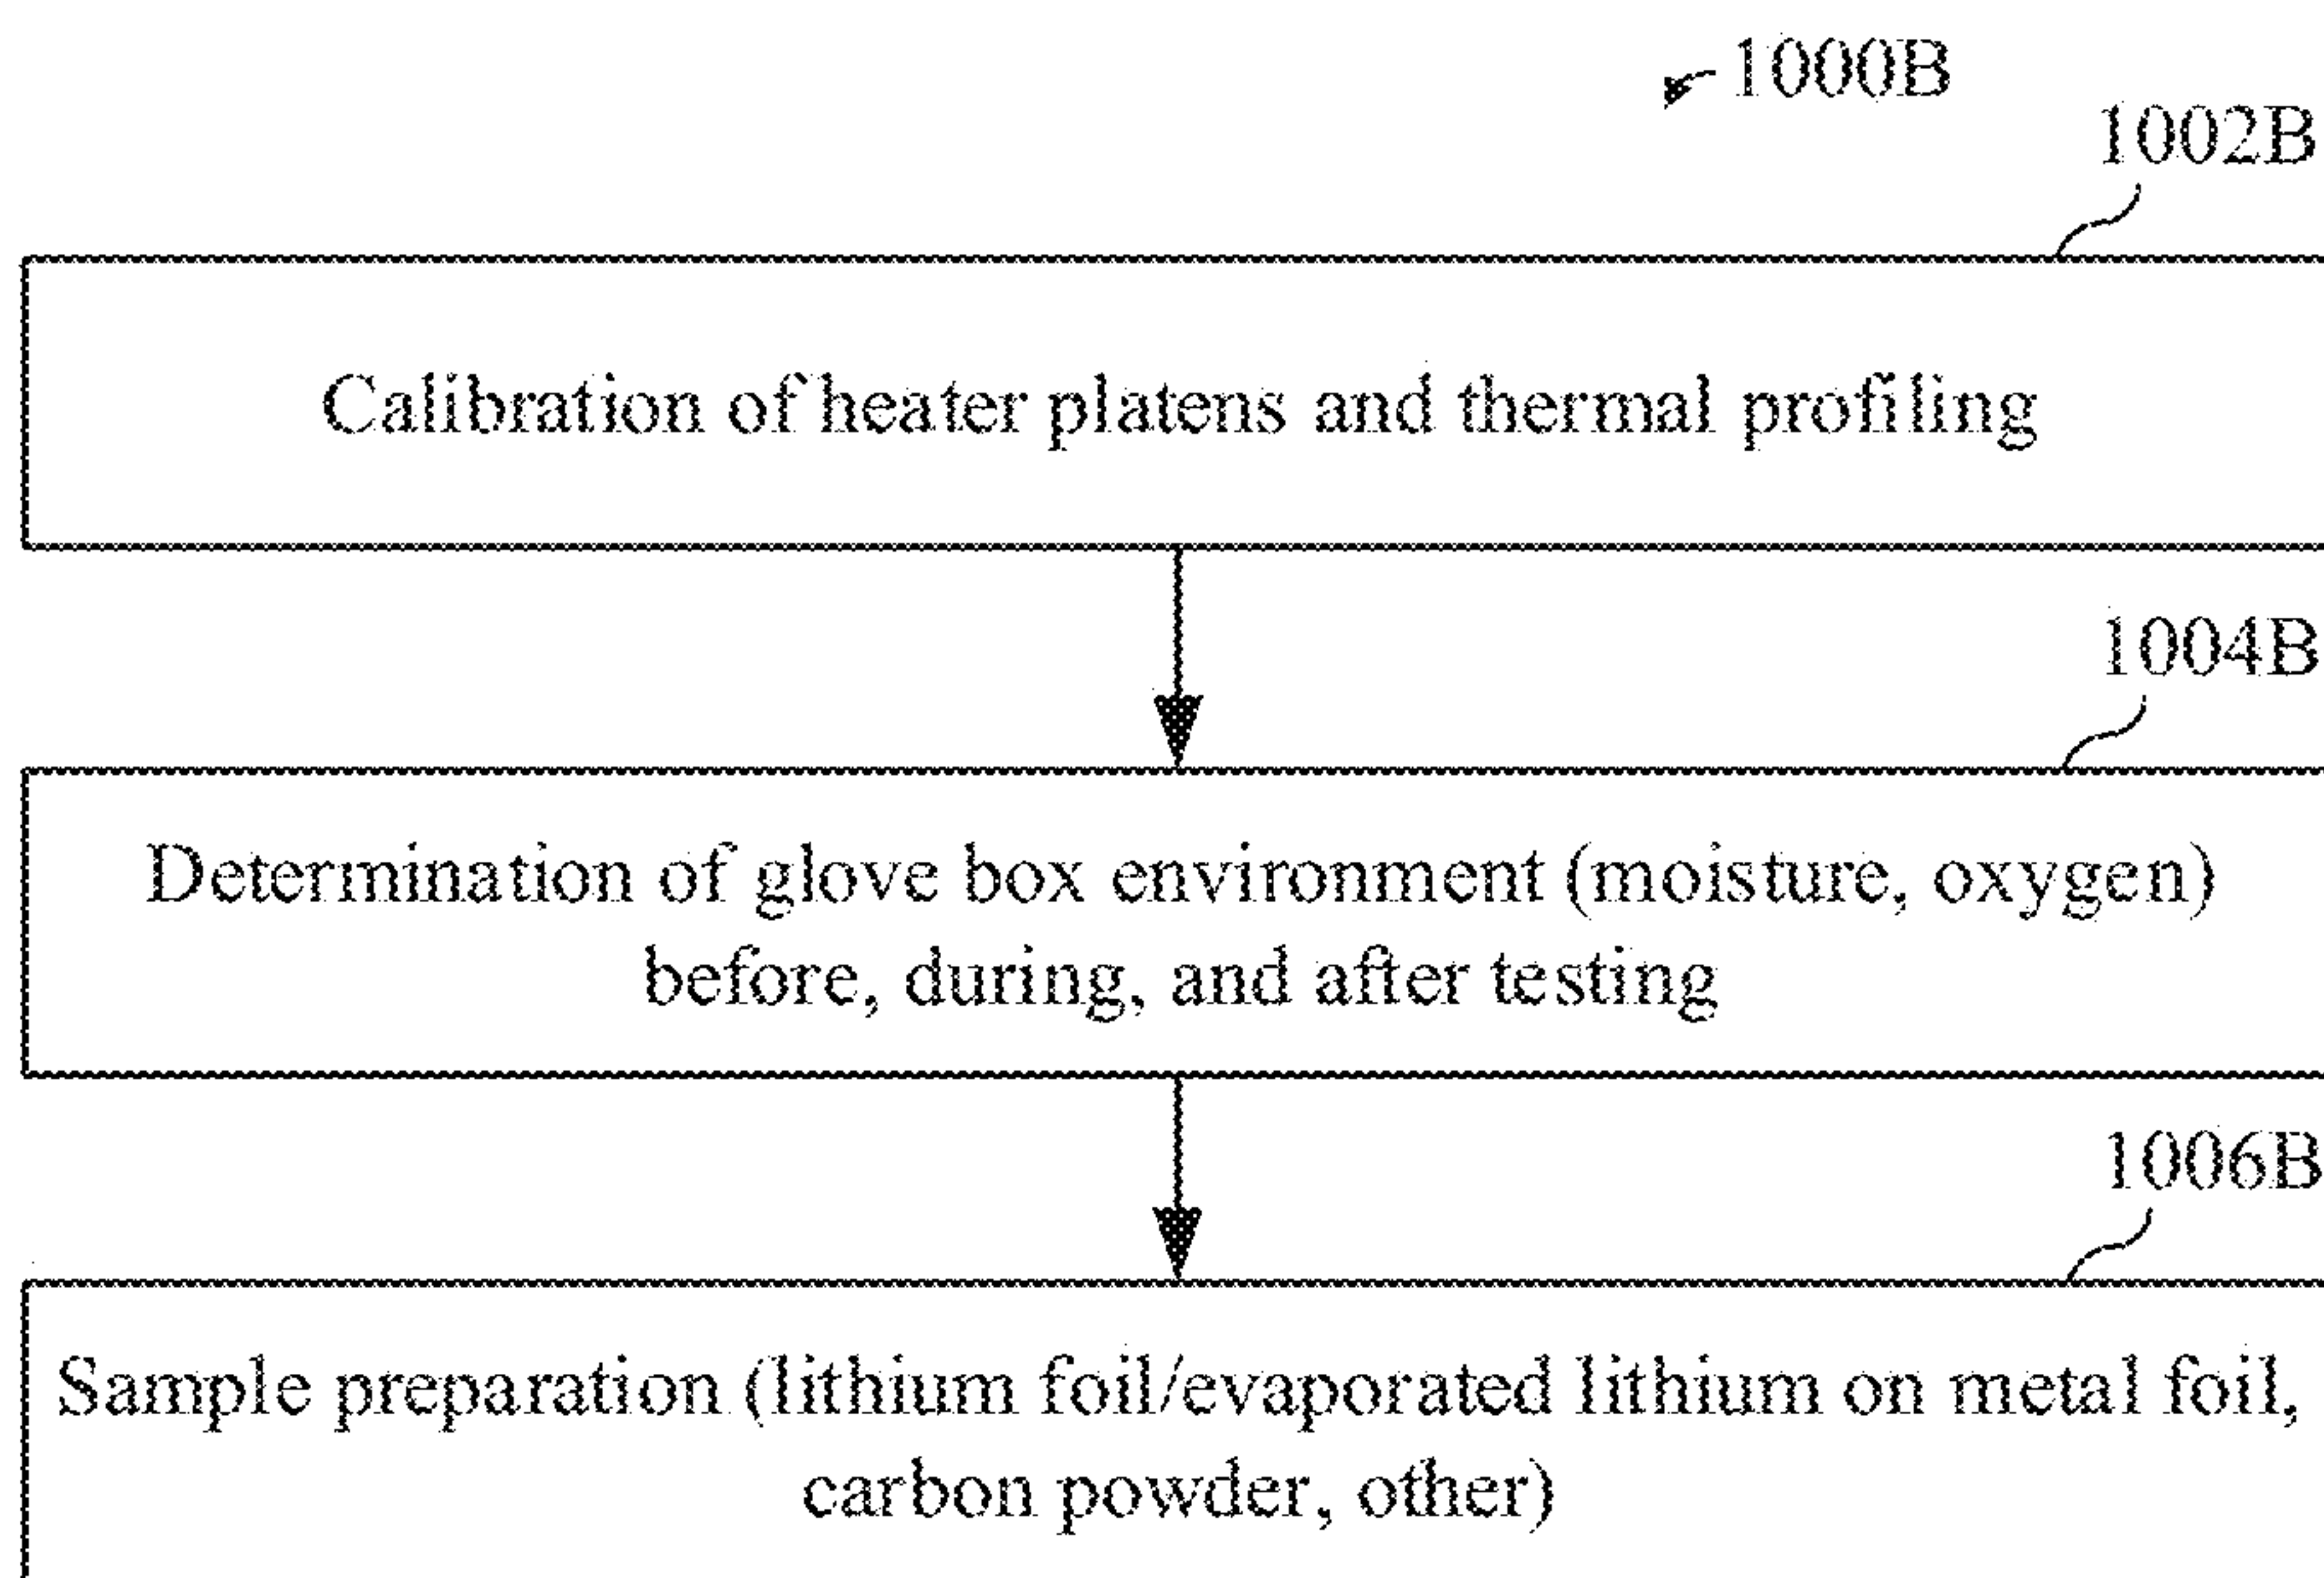 1000B
1002B
Calibration of heater platens and thermal profiling
1004B
Determination of glove box environment (moisture, oxygen)
before, during, and after testing
1006B
Sample preparation (lithium foil/evaporated lithium on metal foil,
carbon powder, other)